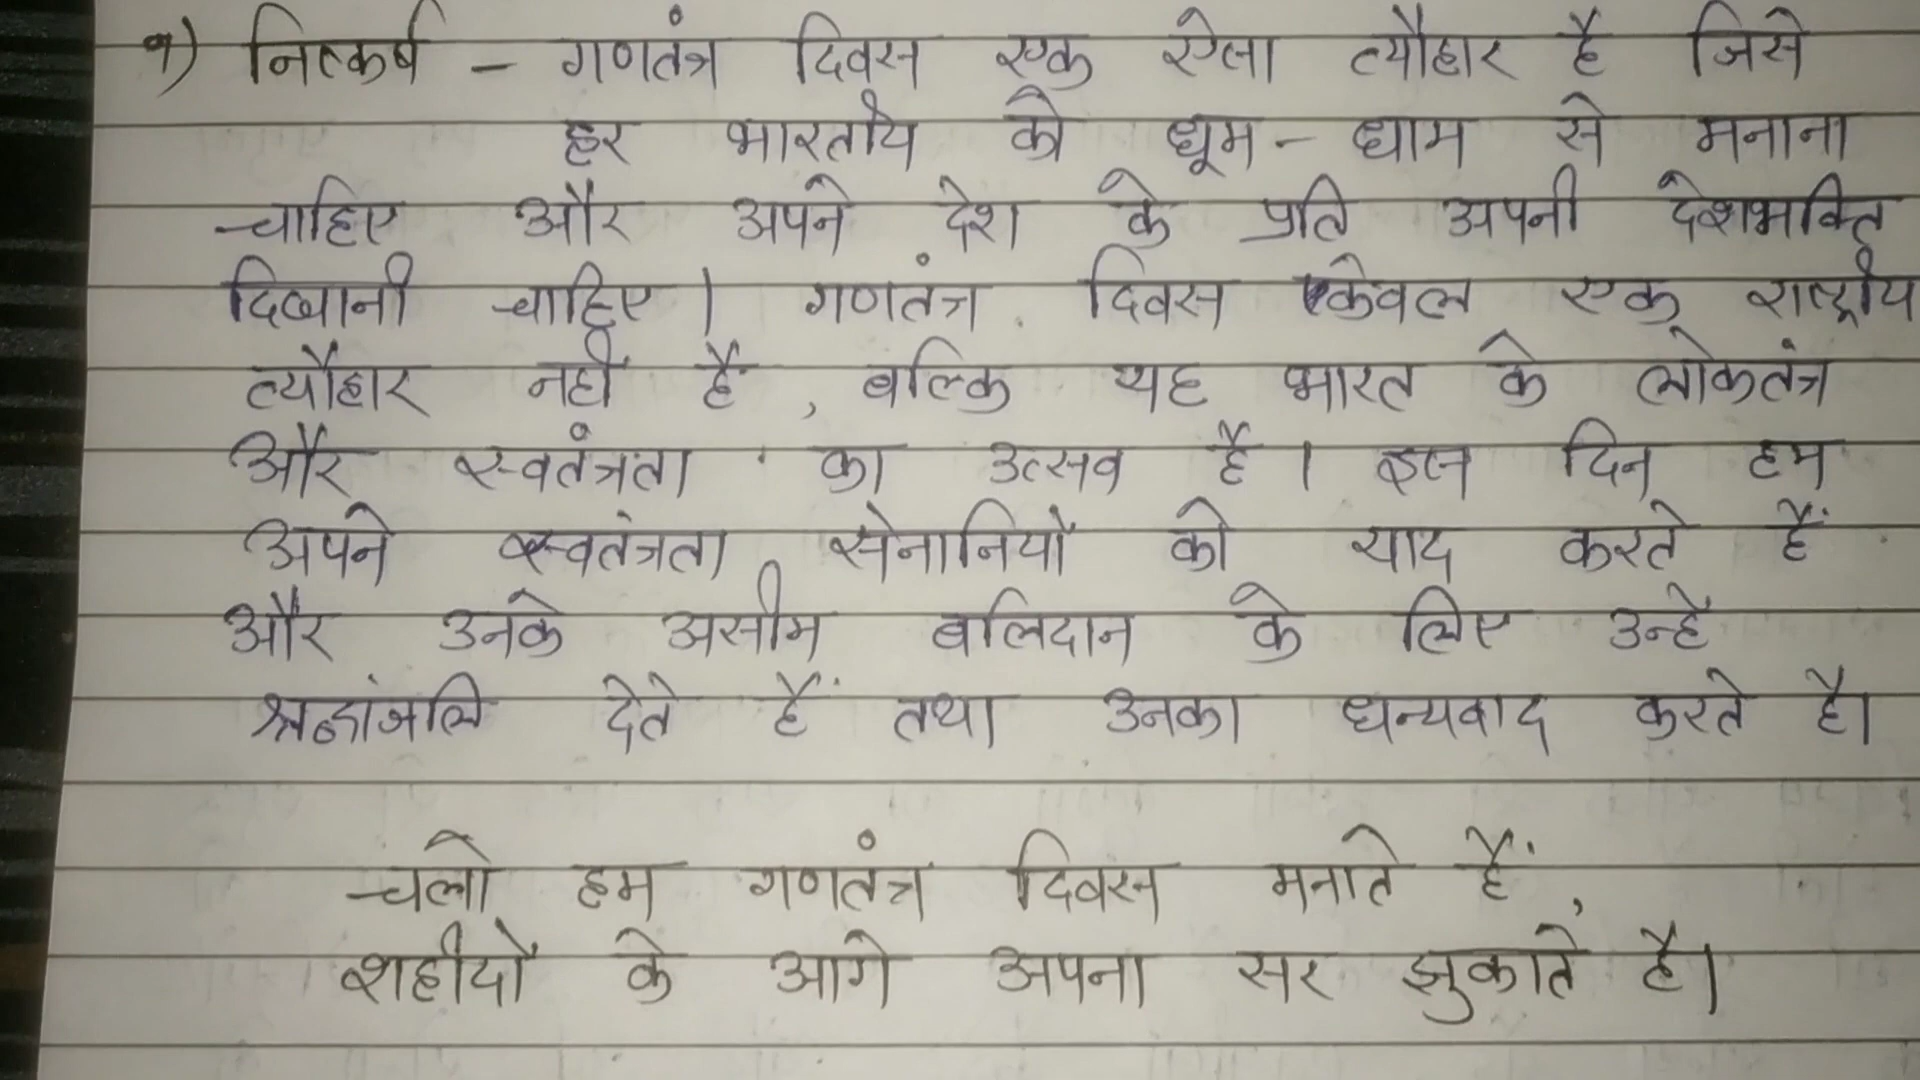 १) निष्कर्ष - गणतंत्र दिवस एक ऐसा त्यौहार है जिसे
हर भारतीय को धूम - धाम से मनाना
चाहिए और अपने देश के प्रति अपनी देशभक्ति
दिखानी चाहिए। गणतंत्र दिवस केवल एक राष्ट्रीय
त्यौहार नहीं है, बल्कि यह भारत के लोकतंत्र
और स्वतंत्रता का उत्सव है। इस दिन हम
अपने स्वतंत्रता सेनानियों को याद करते हैं
और उनके असीम बलिदान के लिए उन्हें
श्रद्धांजलि देते हैं तथा उनका धन्यवाद करते है।
चलो हम गणतंत्र दिवस मनाते हैं,
शहीदों के आगे अपना सर झुकाते है।